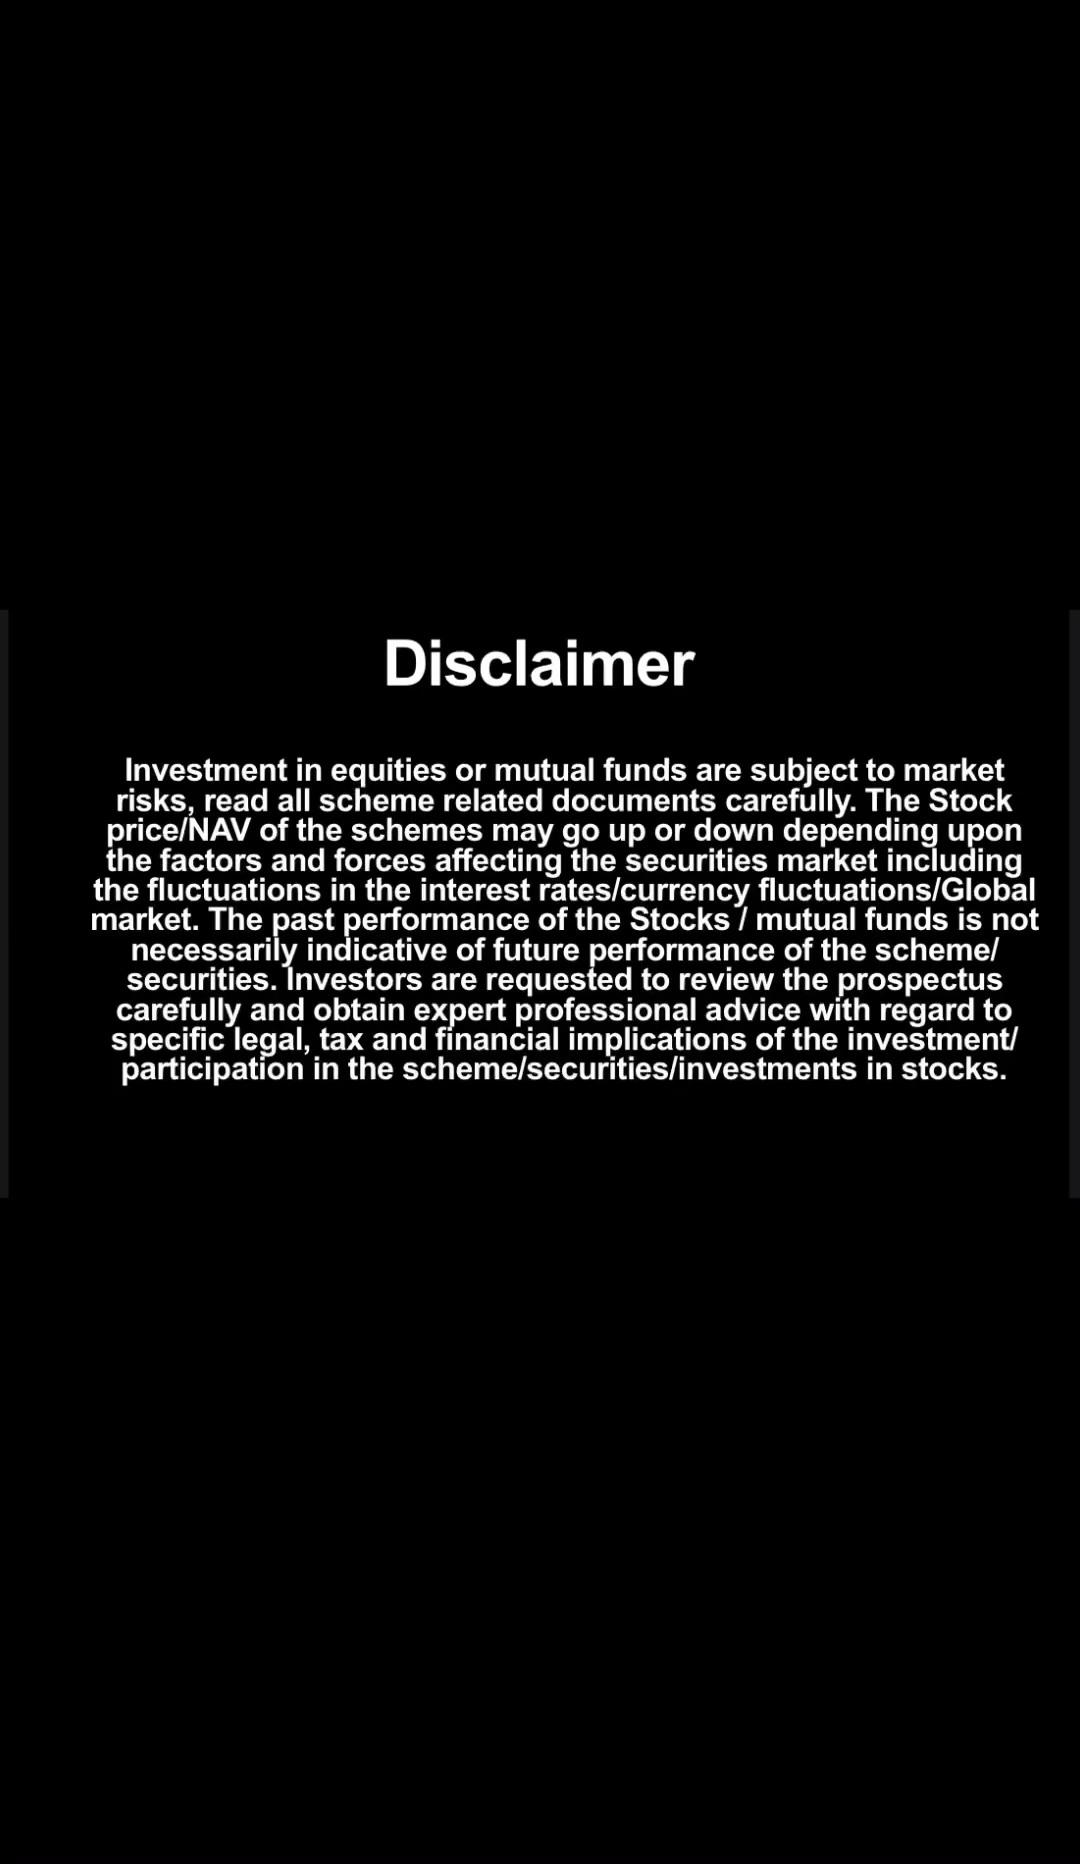 Disclaimer
Investment in equities or mutual funds are subject to market
risks, read all scheme related documents carefully. The Stock
price/NAV of the schemes may go up or down depending upon
the factors and forces affecting the securities market including
the fluctuations in the interest rates/currency fluctuations/Global
market. The past performance of the Stocks / mutual funds is not
necessarily indicative of future performance of the scheme/
securities. Investors are requested to review the prospectus
carefully and obtain expert professional advice with regard to
specific legal, tax and financial implications of the investment/
participation in the scheme/securities/investments in stocks.